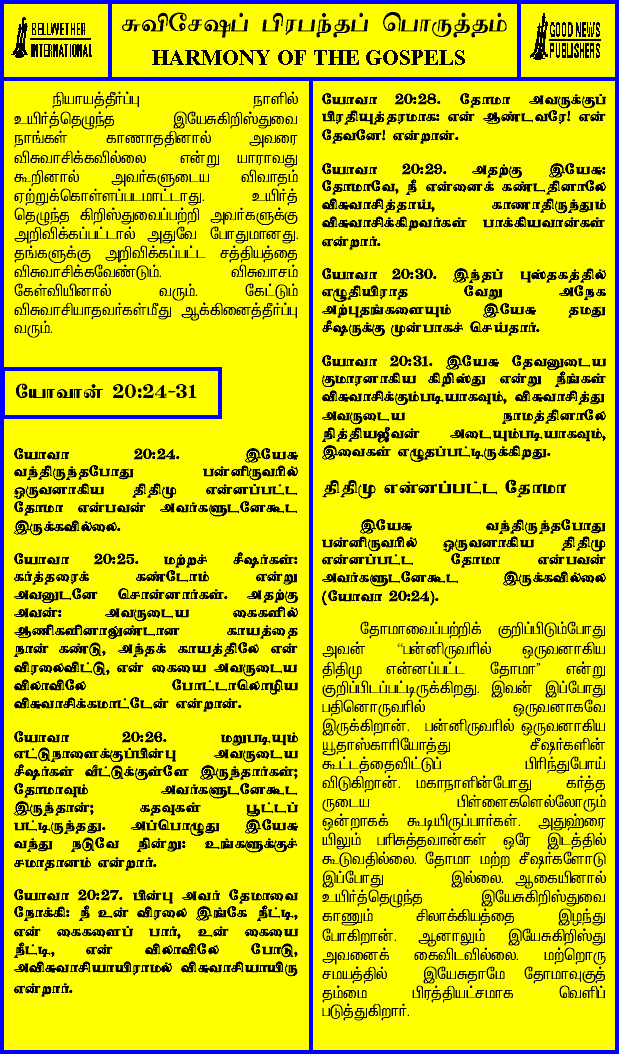 BELLWETHER
INTERNATIONAL
சுவிசேஷப் பிரபந்தப் பொருத்தம்
HARMONY OF THE GOSPELS
GOOD NEWS
PUBLISHERS
நியாயத்தீர்ப்பு நாளில்
உயிர்த்தெழுந்த இயேசுகிறிஸ்துவை
நாங்கள் காணாததினால் அவரை
விசுவாசிக்கவில்லை என்று யாராவது
கூறினால் அவர்களுடைய விவாதம்
ஏற்றுக்கொள்ளப்படமாட்டாது. உயிர்த்
தெழுந்த கிறிஸ்துவைப்பற்றி அவர்களுக்கு
அறிவிக்கப்பட்டால் அதுவே போதுமானது.
தங்களுக்கு அறிவிக்கப்பட்ட சத்தியத்தை
விசுவாசிக்கவேண்டும். விசுவாசம்
கேள்வியினால் வரும். கேட்டும்
விசுவாசியாதவர்கள்மீது ஆக்கினைத்தீர்ப்பு
வரும்.
யோவான் 20:24-31
யோவா 20:24. இயேசு
வந்திருந்தபோது பன்னிருவரில்
ஒருவனாகிய திதிமு என்னப்பட்ட
தோமா என்பவன் அவர்களுடனேகூட
இருக்கவில்லை.
யோவா 20:25. மற்றச் சீஷர்கள்:
கர்த்தரைக் கண்டோம் என்று
அவனுடனே சொன்னார்கள். அதற்கு
அவன்: அவருடைய கைகளில்
ஆணிகளினாலுண்டான காயத்தை
நான் கண்டு, அந்தக் காயத்திலே என்
விரலைவிட்டு, என் கையை அவருடைய
விலாவிலே போட்டாலொழிய
விசுவாசிக்கமாட்டேன் என்றான்.
யோவா 20:26. மறுபடியும்
எட்டுநாளைக்குப்பின்பு அவருடைய
சீஷர்கள் வீட்டுக்குள்ளே இருந்தார்கள்;
தோமாவும் அவர்களுடனேகூட
இருந்தான்; கதவுகள் பூட்டப்
பட்டிருந்தது. அப்பொழுது இயேசு
வந்து நடுவே நின்று: உங்களுக்குச்
சமாதானம் என்றார்.
யோவா 20:27. பின்பு அவர் தேமாவை
நோக்கி: நீ உன் விரலை இங்கே நீட்டி,
என் கைகளைப் பார், உன் கையை
நீட்டி, என் விலாவிலே போடு,
அவிசுவாசியாயிராமல் விசுவாசியாயிரு
என்றார்.
யோவா 20:28. தோமா அவருக்குப்
பிரதியுத்தரமாக: என் ஆண்டவரே! என்
தேவனே! என்றான்.
யோவா 20:29. அதற்கு இயேசு:
தோமாவே, நீ என்னைக் கண்டதினாலே
விசுவாசித்தாய், காணாதிருந்தும்
விசுவாசிக்கிறவர்கள் பாக்கியவான்கள்
என்றார்.
யோவா 20:30. இந்தப் புஸ்தகத்தில்
எழுதியிராத வேறு அநேக
அற்புதங்களையும் இயேசு தமது
சீஷருக்கு முன்பாகச் செய்தார்.
யோவா 20:31. இயேசு தேவனுடைய
குமாரனாகிய கிறிஸ்து என்று நீங்கள்
விசுவாசிக்கும்படியாகவும், விசுவாசித்து
அவருடைய நாமத்தினாலே
நித்தியஜீவன் அடையும்படியாகவும்,
இவைகள் எழுதப்பட்டிருக்கிறது.
திதிமு என்னப்பட்ட தோமா
இயேசு வந்திருந்தபோது
பன்னிருவரில் ஒருவனாகிய திதிமு
என்னப்பட்ட தோமா என்பவன்
அவர்களுடனேகூட இருக்கவில்லை
(யோவா 20:24).
தோமாவைப்பற்றிக் குறிப்பிடும்போது
அவன் “பன்னிருவரில் ஒருவனாகிய
திதிமு என்னப்பட்ட தோமா” என்று
குறிப்பிடப்பட்டிருக்கிறது. இவன் இப்போது
பதினொருவரில் ஒருவனாகவே
இருக்கிறான். பன்னிருவரில் ஒருவனாகிய
யூதாஸ்காரியோத்து சீஷர்களின்
கூட்டத்தைவிட்டுப் பிரிந்துபோய்
விடுகிறான். மகாநாளின்போது கர்த்த
ருடைய பிள்ளைகளெல்லோரும்
ஒன்றாகக் கூடியிருப்பார்கள். அதுஹ்ரை
யிலும் பரிசுத்தவான்கள் ஒரே இடத்தில்
கூடுவதில்லை. தோமா மற்ற சீஷர்களோடு
இப்போது இல்லை. ஆகையினால்
உயிர்த்தெழுந்த இயேசுகிறிஸ்துவை
காணும் சிலாக்கியத்தை இழந்து
போகிறான். ஆனாலும் இயேசுகிறிஸ்து
அவனைக் கைவிடவில்லை. மற்றொரு
சமயத்தில் இயேசுதாமே தோமாவுகுத்
தம்மை பிரத்தியட்சமாக வெளிப்
படுத்துகிறார்.